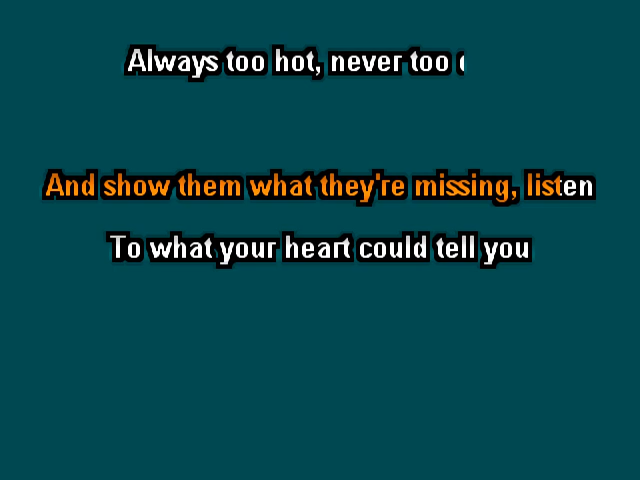 Always too hot, never too
And show them what they're missing, listen
To what your heart could tell you